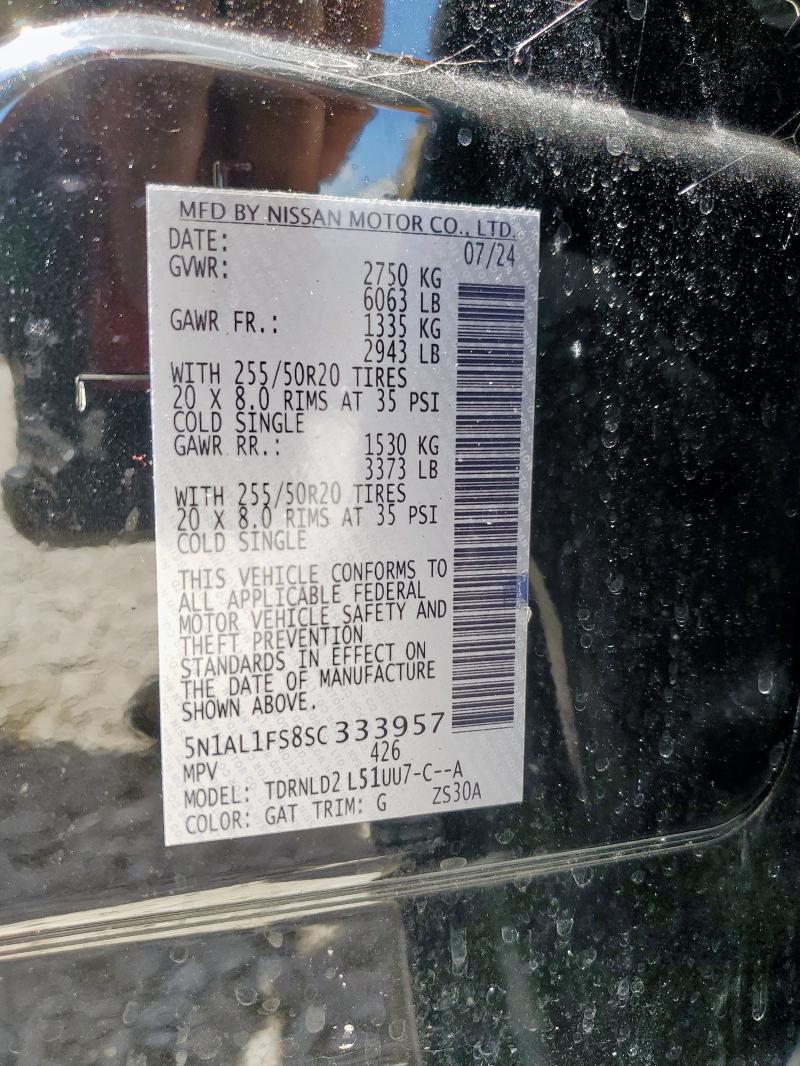 MFD BY NISSAN MOTOR CO., LTD.
DATE: 07/24
GVWR: 2750 KG
6063 LB
GAWR FR.: 1335 KG
2943 LB
WITH 255/50R20 TIRES
20 X 8.0 RIMS AT 35 PSI
COLD SINGLE
GAWR RR.: 1530 KG
3373 LB
WITH 255/50R20 TIRES
20 X 8.0 RIMS AT 35 PSI
COLD SINGLE
THIS VEHICLE CONFORMS TO
ALL APPLICABLE FEDERAL
MOTOR VEHICLE SAFETY AND
THEFT PREVENTION
STANDARDS IN EFFECT ON
THE DATE OF MANUFACTURE
SHOWN ABOVE.
5N1AL1FS8SC333957
MPV 426
MODEL: TDRNLD2 L51UU7-C--A
COLOR: GAT TRIM: G ZS30A